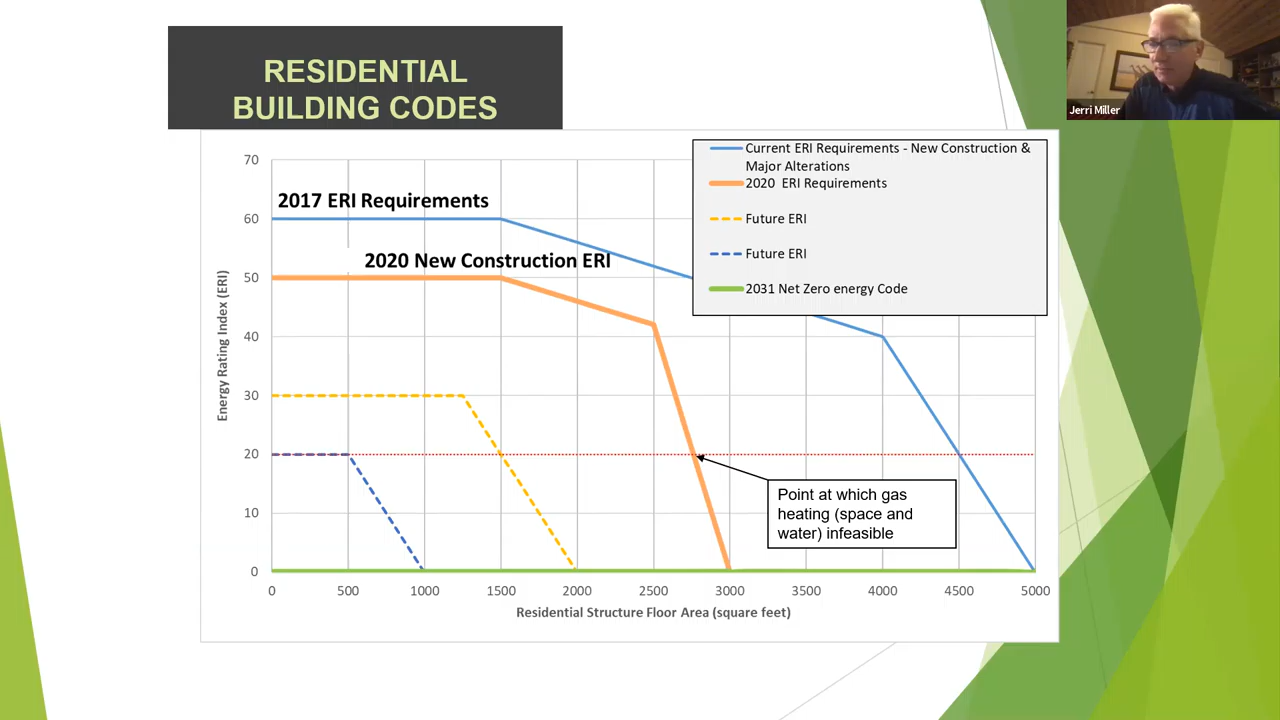 RESIDENTIAL
BUILDING CODES
Jerri Miller
Current ERI Requirements - New Construction &
Major Alterations
2020 ERI Requirements
Future ERI
Future ERI
2031 Net Zero energy Code
2017 ERI Requirements
2020 New Construction ERI
Energy Rating Index (ERI)
70
60
50
40
30
20
10
0
Point at which gas
heating (space and
water) infeasible
0 500 1000 1500 2000 2500 3000 3500 4000 4500 5000
Residential Structure Floor Area (square feet)